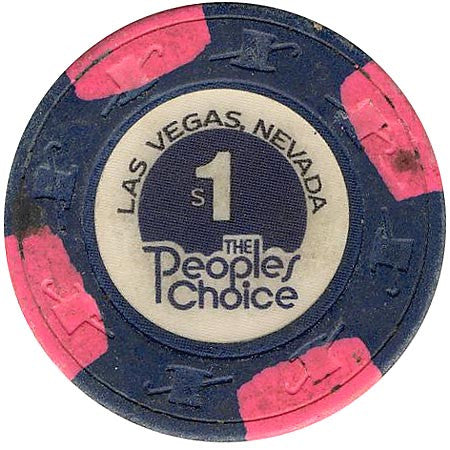 LAS VEGAS, NEVADA
$1
THE
Peoples
Choice